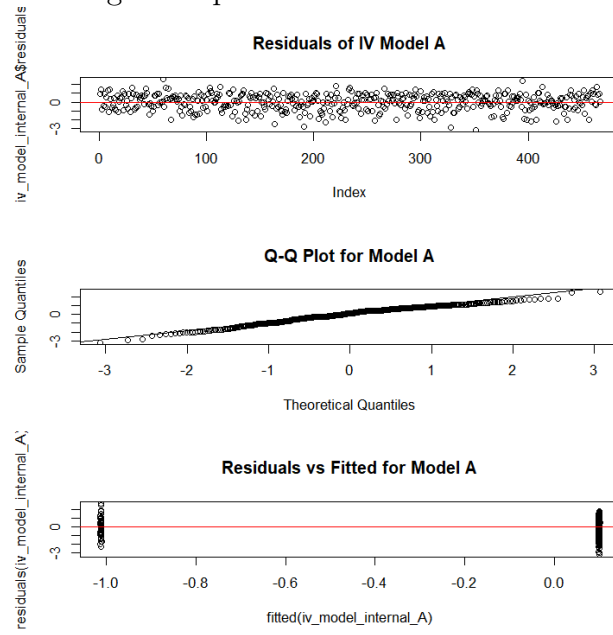 iv_model_internal_A$residuals
Residuals of IV Model A
0
-3
0 100 200 300 400
Index
Q-Q Plot for Model A
Sample Quantiles
0
-3
-3 -2 -1 0 1 2 3
Theoretical Quantiles
Residuals vs Fitted for Model A
residuals(iv_model_internal_A)
0
-3
-1.0 -0.8 -0.6 -0.4 -0.2 0.0
fitted(iv_model_internal_A)